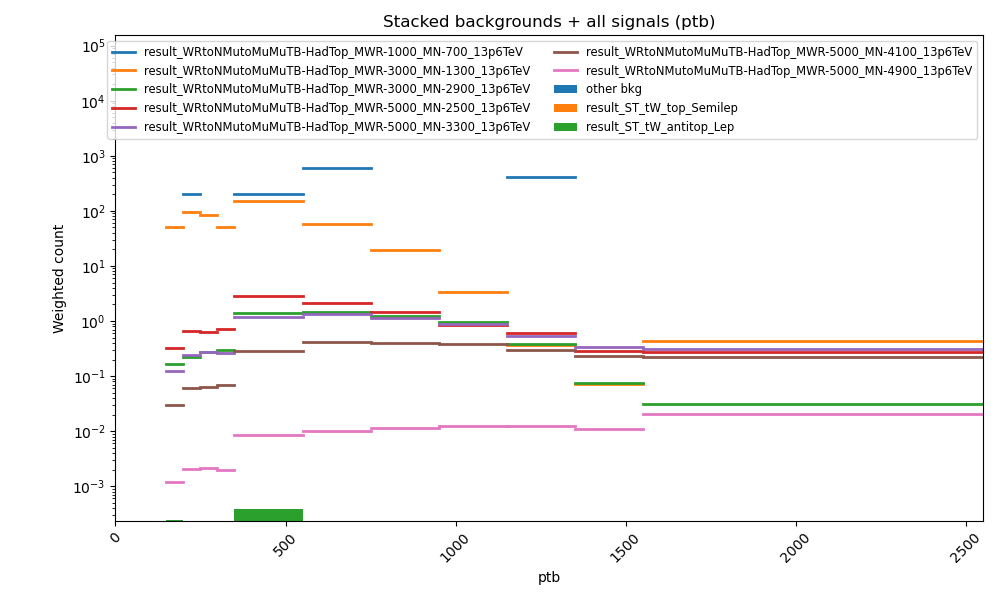 Stacked backgrounds + all signals (ptb)
result_WRtoNMutoMuMuTB-HadTop_MWR-1000_MN-700_13p6TeV
result_WRtoNMutoMuMuTB-HadTop_MWR-3000_MN-1300_13p6TeV
result_WRtoNMutoMuMuTB-HadTop_MWR-3000_MN-2900_13p6TeV
result_WRtoNMutoMuMuTB-HadTop_MWR-5000_MN-2500_13p6TeV
result_WRtoNMutoMuMuTB-HadTop_MWR-5000_MN-3300_13p6TeV
result_WRtoNMutoMuMuTB-HadTop_MWR-5000_MN-4100_13p6TeV
result_WRtoNMutoMuMuTB-HadTop_MWR-5000_MN-4900_13p6TeV
other bkg
result_ST_tW_top_Semilep
result_ST_tW_antitop_Lep
10⁵
10⁴
10³
10²
10¹
10⁰
10⁻¹
10⁻²
10⁻³
Weighted count
0
500
1000
1500
2000
2500
ptb